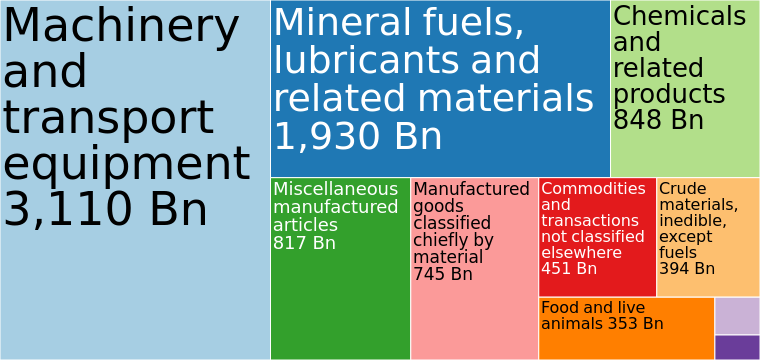 Machinery
and
transport
equipment
3,110 Bn
Mineral fuels,
lubricants and
related materials
1,930 Bn
Chemicals
and
related
products
848 Bn
Miscellaneous
manufactured
articles
817 Bn
Manufactured
goods
classified
chiefly by
material
745 Bn
Commodities
and
transactions
not classified
elsewhere
451 Bn
Crude
materials,
inedible,
except
fuels
394 Bn
Food and live
animals 353 Bn